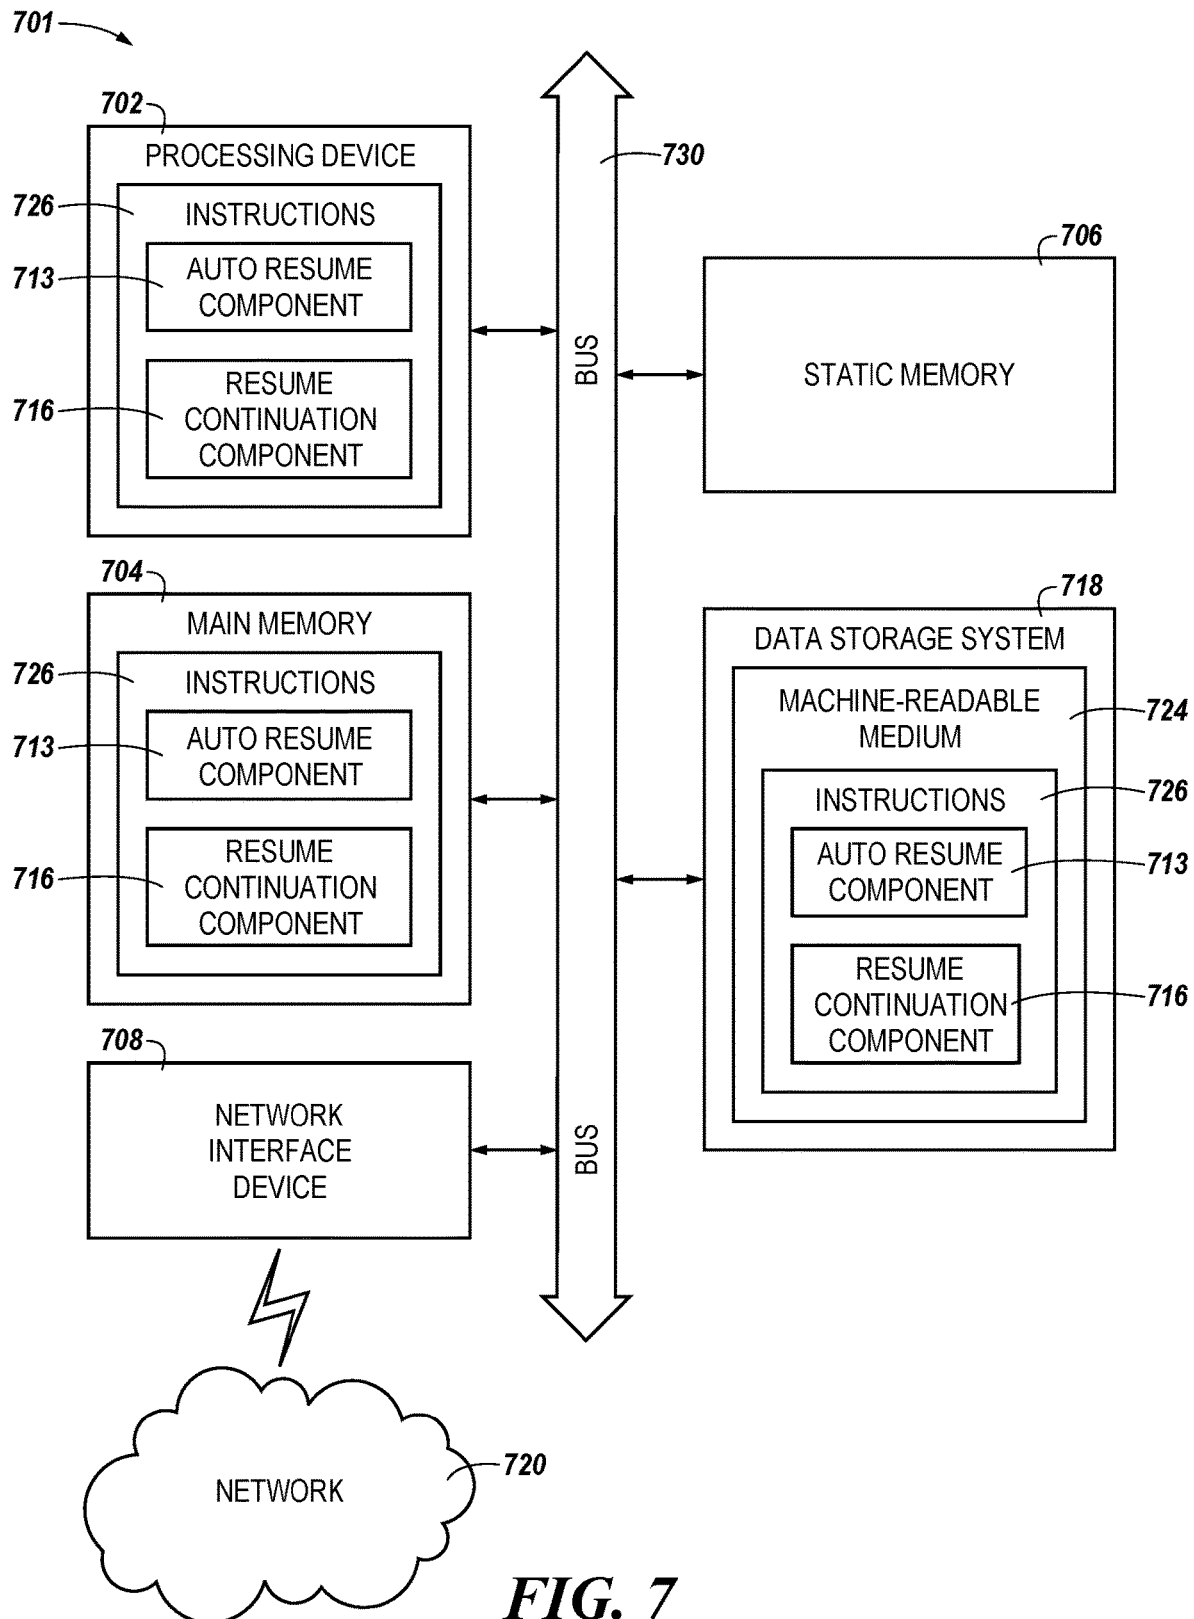 701
702
PROCESSING DEVICE
726
INSTRUCTIONS
713
AUTO RESUME
COMPONENT
716
RESUME
CONTINUATION
COMPONENT
704
MAIN MEMORY
726
INSTRUCTIONS
713
AUTO RESUME
COMPONENT
716
RESUME
CONTINUATION
COMPONENT
708
NETWORK
INTERFACE
DEVICE
NETWORK
720
730
BUS
BUS
706
STATIC MEMORY
718
DATA STORAGE SYSTEM
MACHINE-READABLE
MEDIUM
724
INSTRUCTIONS
726
AUTO RESUME
COMPONENT
713
RESUME
CONTINUATION
COMPONENT
716
FIG. 7